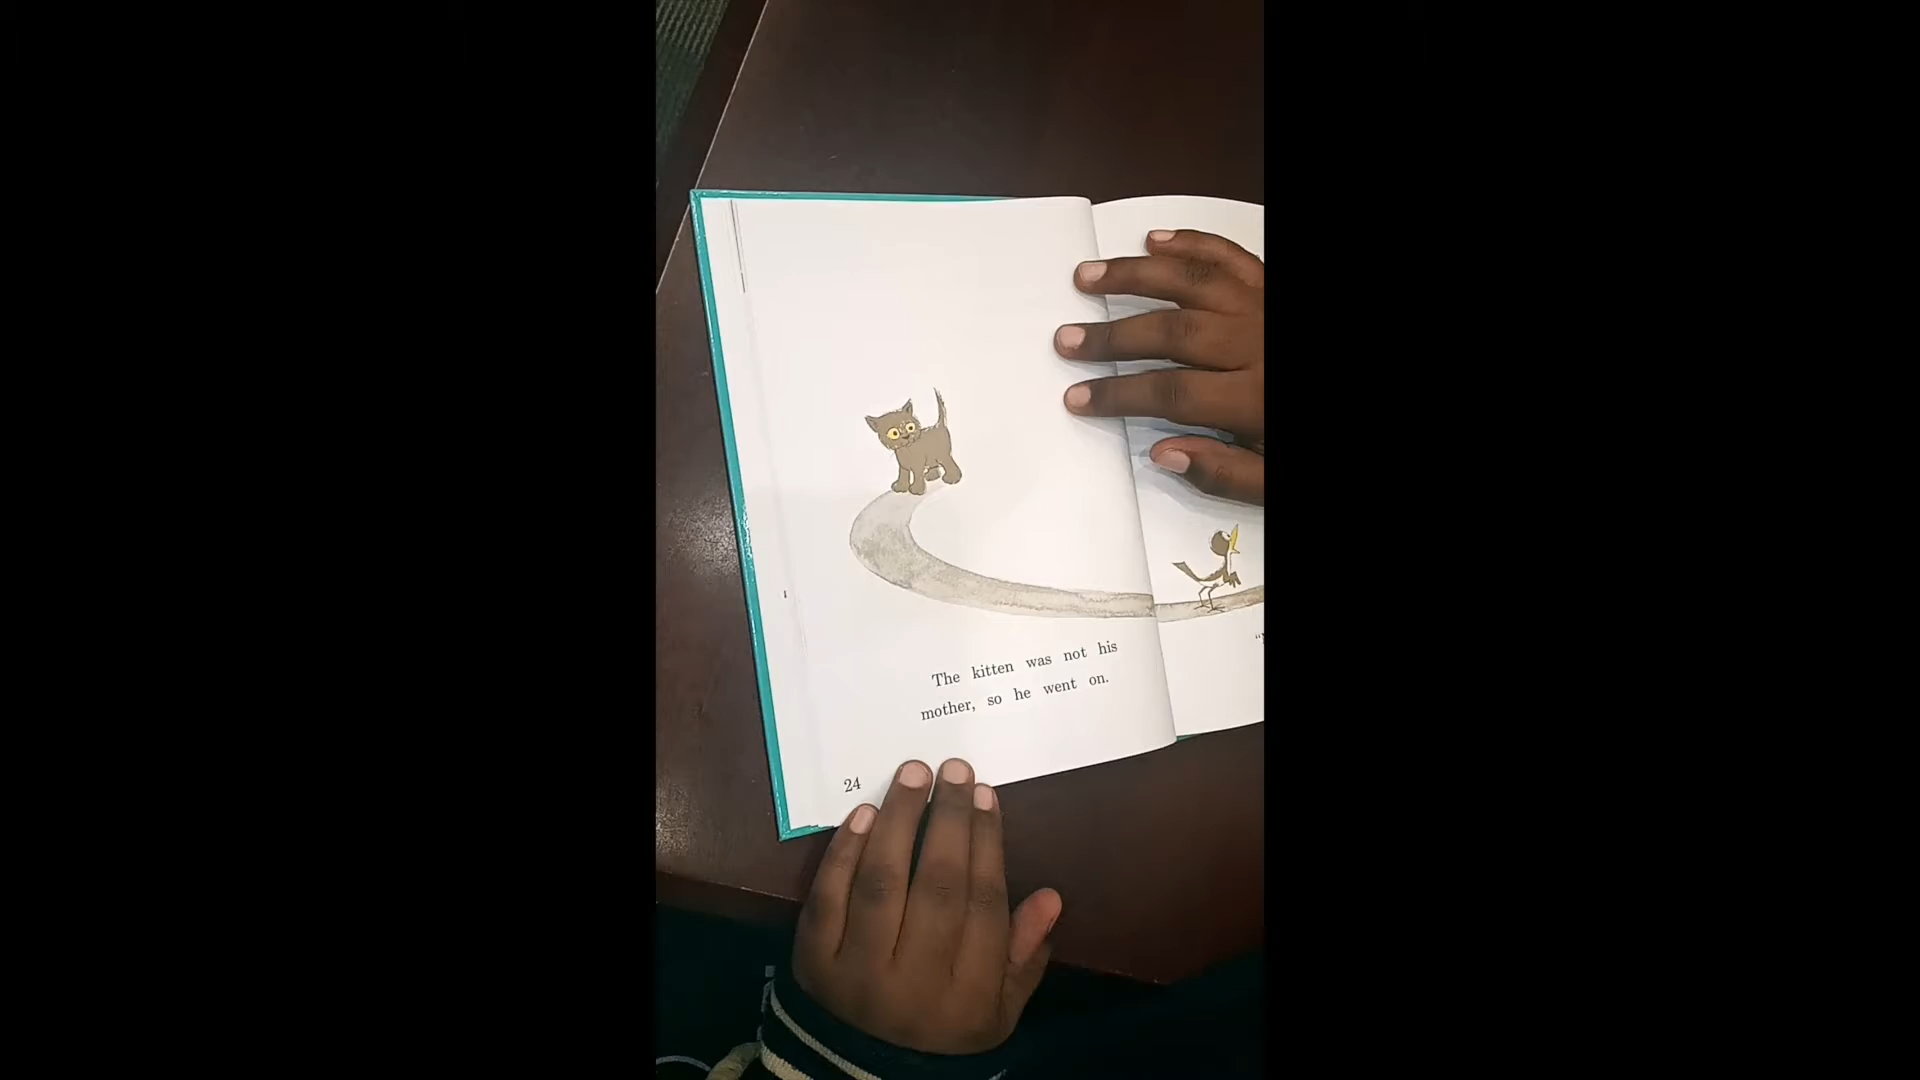 The kitten was not his
mother, so he went on.
24